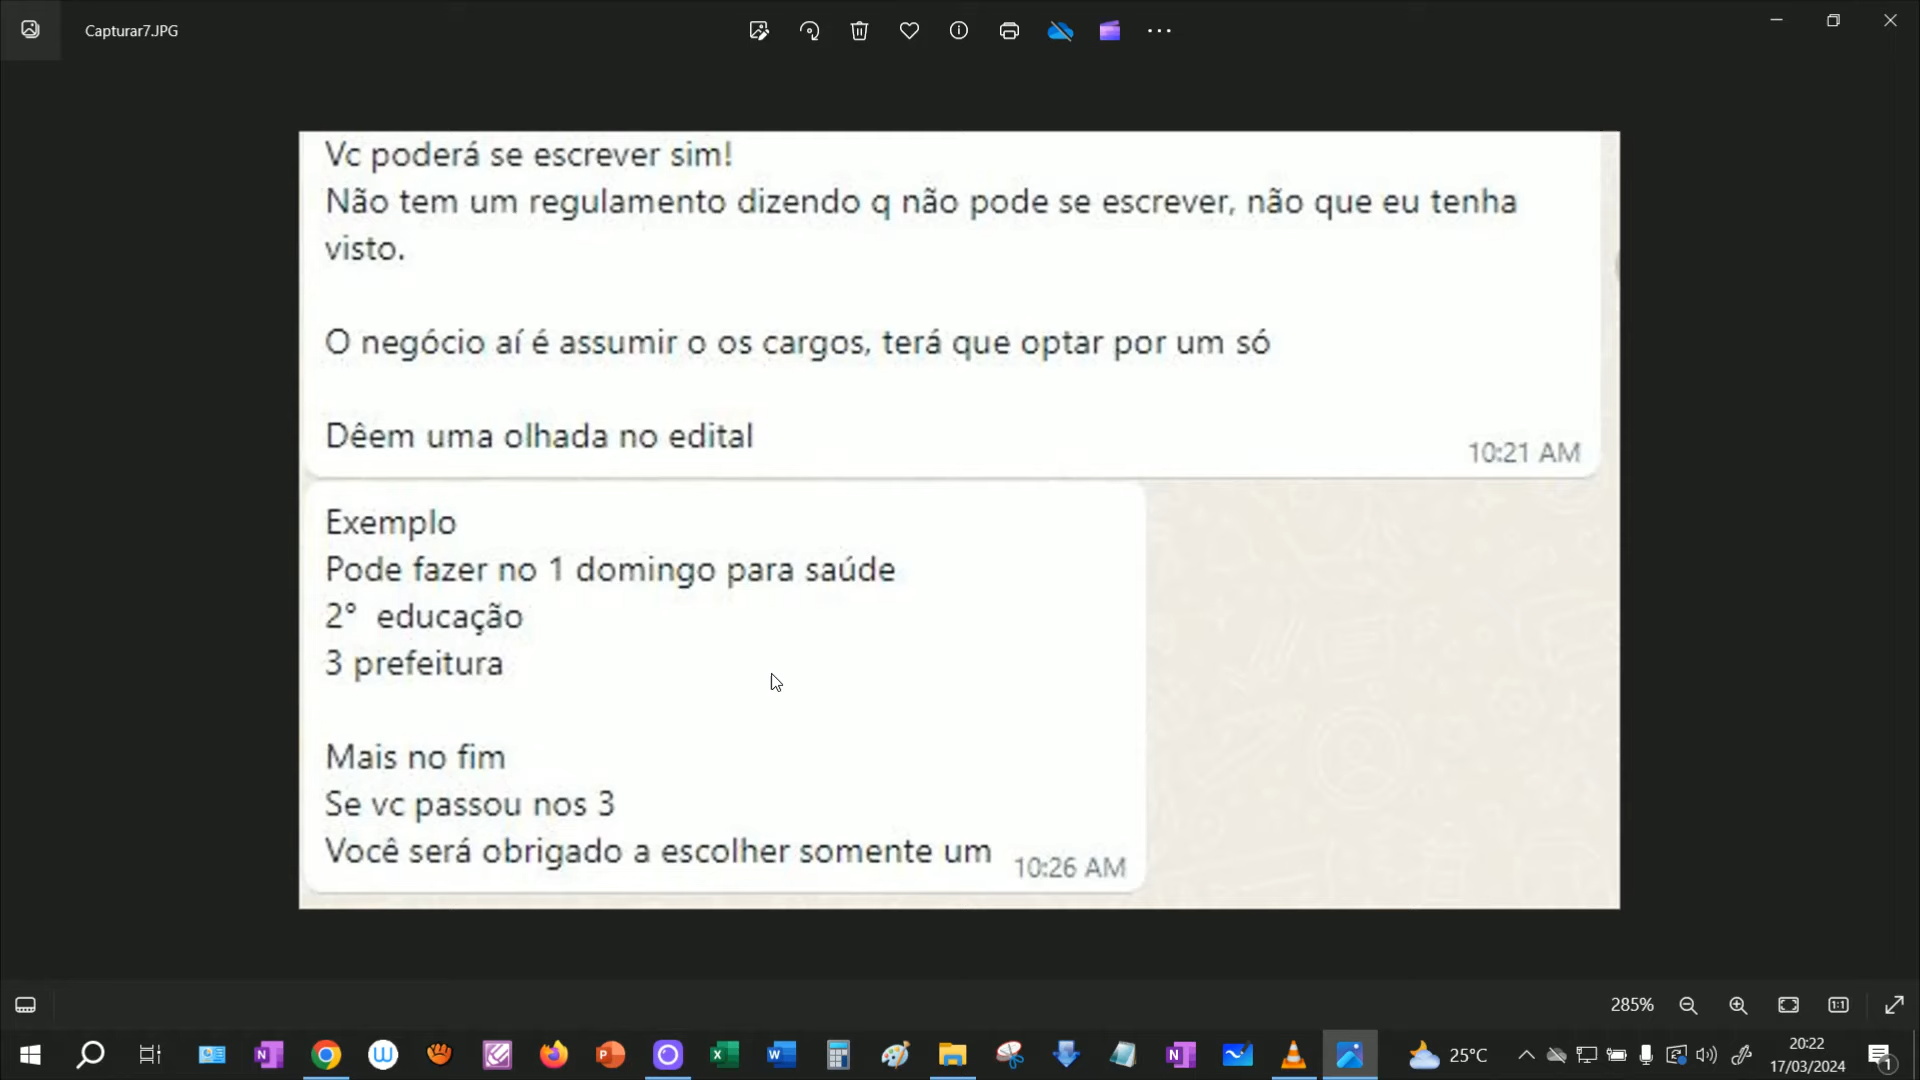 Capturar7.JPG
Vc poderá se escrever sim!
Não tem um regulamento dizendo q não pode se escrever, não que eu tenha
visto.
O negócio aí é assumir o os cargos, terá que optar por um só
Dêem uma olhada no edital
10:21 AM
Exemplo
Pode fazer no 1 domingo para saúde
2° educação
3 prefeitura
Mais no fim
Se vc passou nos 3
Você será obrigado a escolher somente um
10:26 AM
285%
25°C
20:22
17/03/2024
1